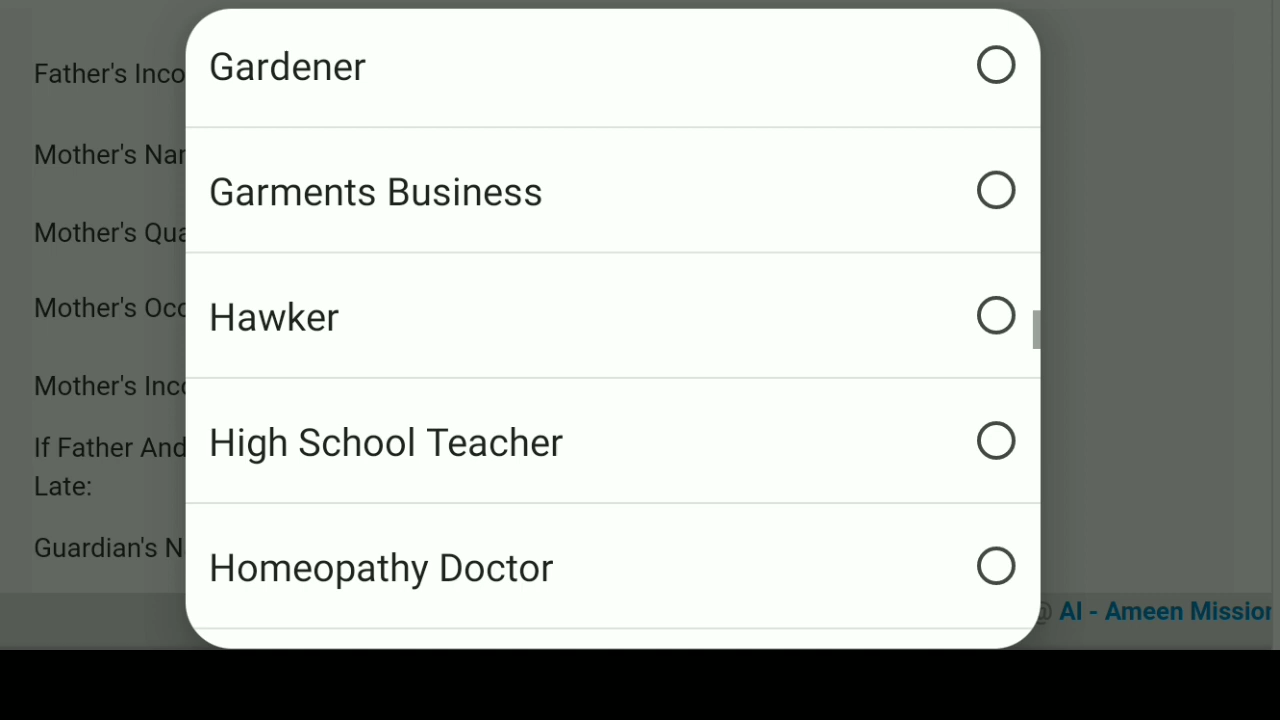 Gardener
Father's Inco
Garments Business
Mother's Nar
Mother's Qua
Hawker
Mother's Occ
Mother's Inco
High School Teacher
If Father And
Late:
Homeopathy Doctor
Guardian's N
@ Al - Ameen Mission